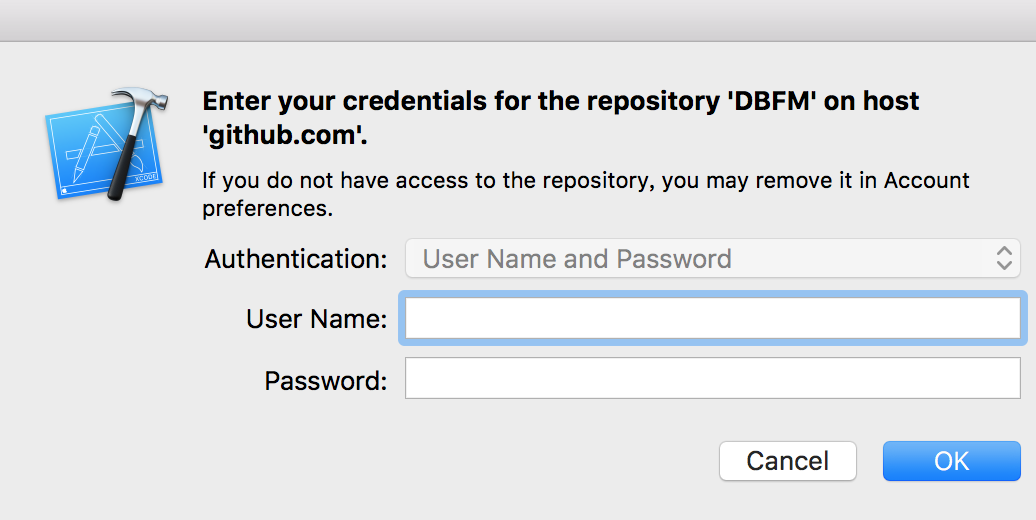 Enter your credentials for the repository 'DBFM' on host
'github.com'.
If you do not have access to the repository, you may remove it in Account
preferences.
Authentication: User Name and Password
User Name:
Password:
Cancel OK
XCODE